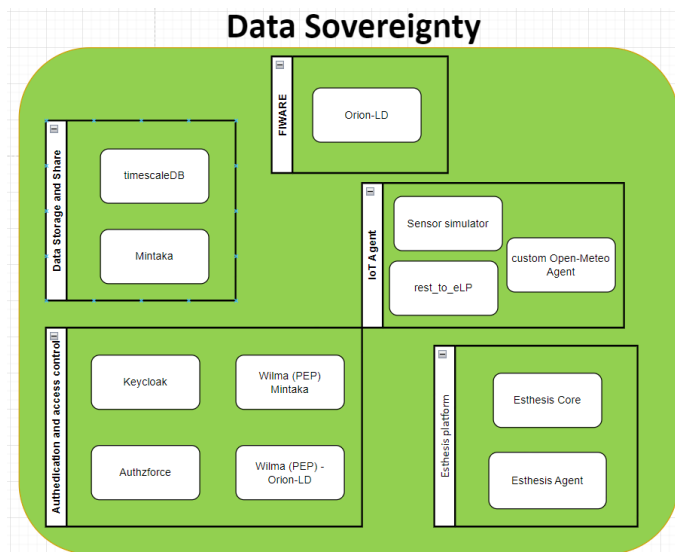 Data Sovereignty
FIWARE
Orion-LD
Data Storage and Share
timescaleDB
Mintaka
IoT Agent
Sensor simulator
custom Open-Meteo
Agent
rest_to_eLP
Authedication and access control
Keycloak
Wilma (PEP)
Mintaka
Authzforce
Wilma (PEP) -
Orion-LD
Esthesis platform
Esthesis Core
Esthesis Agent